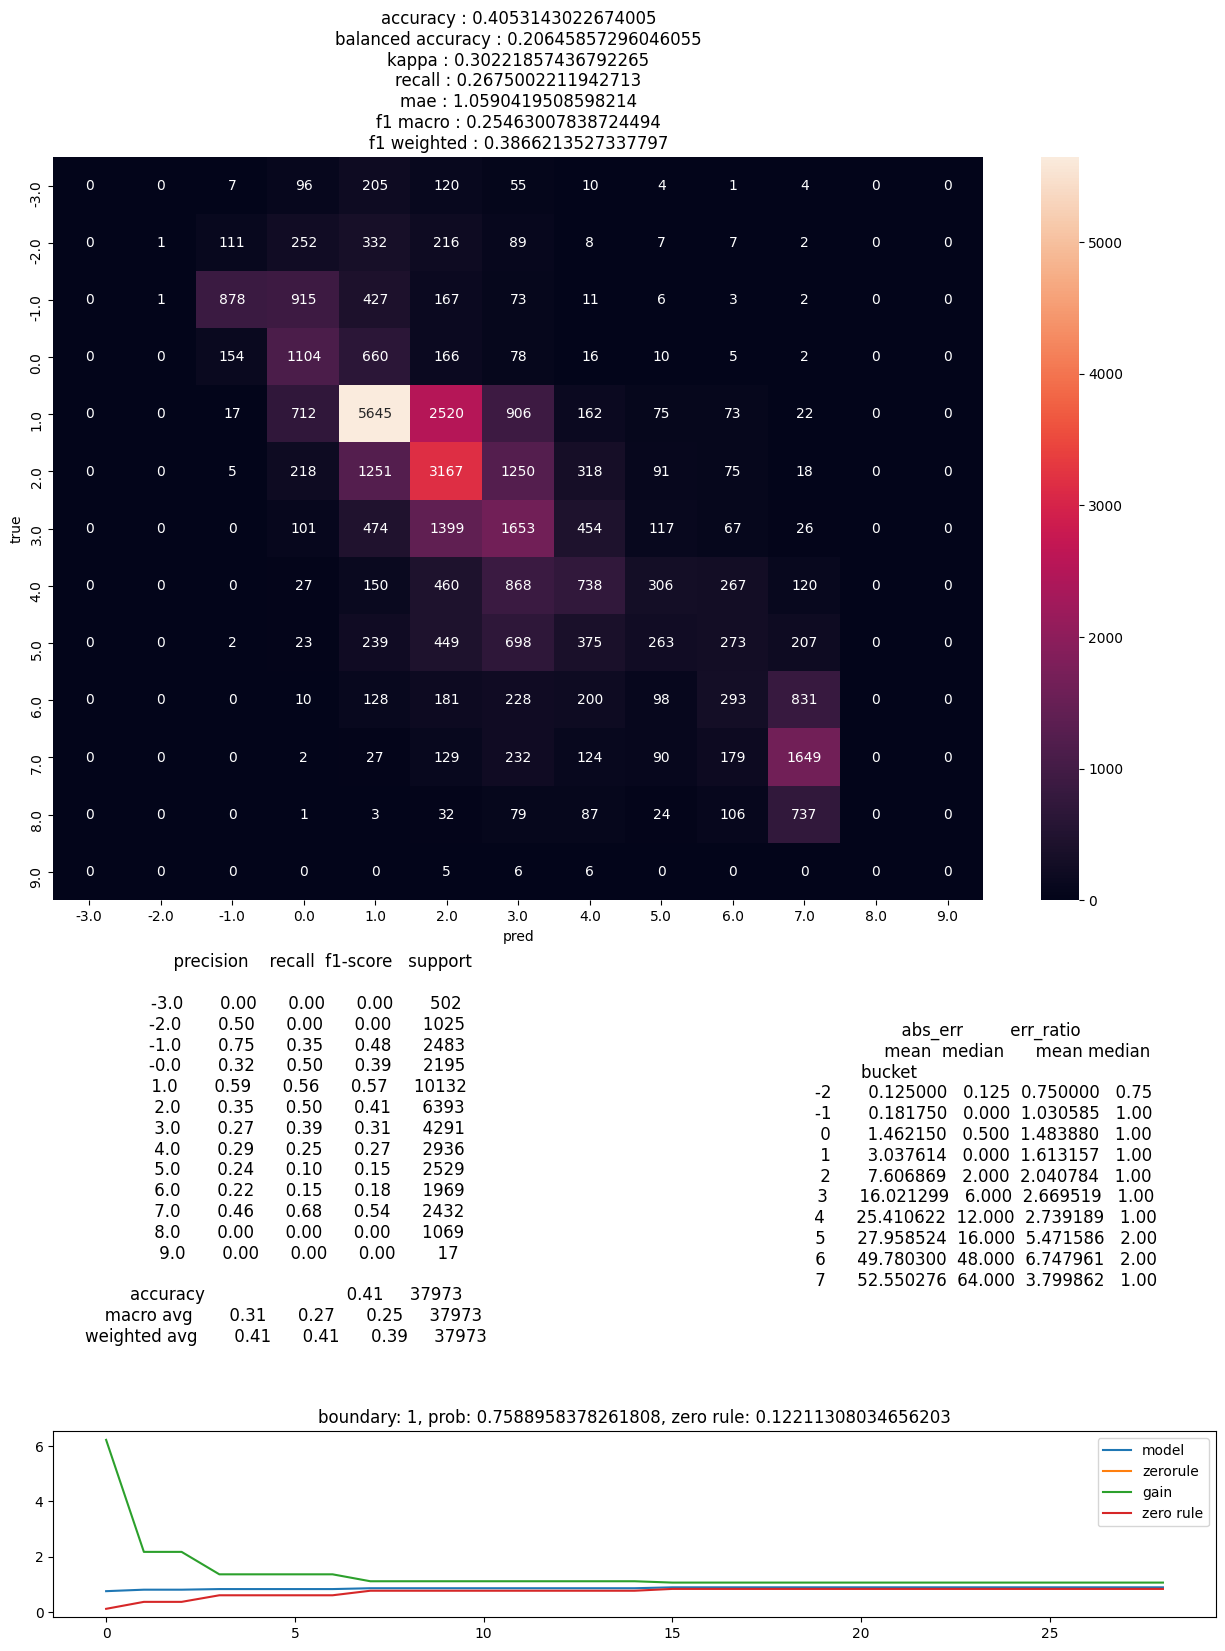 accuracy : 0.4053143022674005
balanced accuracy : 0.20645857296046055
kappa : 0.30221857436792265
recall : 0.2675002211942713
mae : 1.0590419508598214
f1 macro : 0.25463007838724494
f1 weighted : 0.3866213527337797
-3.0 0 0 7 96 205 120 55 10 4 1 4 0 0
-2.0 0 1 111 252 332 216 89 8 7 7 2 0 0
-1.0 0 1 878 915 427 167 73 11 6 3 2 0 0
0.0 0 0 154 1104 660 166 78 16 10 5 2 0 0
1.0 0 0 17 712 5645 2520 906 162 75 73 22 0 0
2.0 0 0 5 218 1251 3167 1250 318 91 75 18 0 0
3.0 0 0 0 101 474 1399 1653 454 117 67 26 0 0
4.0 0 0 0 27 150 460 868 738 306 267 120 0 0
5.0 0 0 2 23 239 449 698 375 263 273 207 0 0
6.0 0 0 0 10 128 181 228 200 98 293 831 0 0
7.0 0 0 0 2 27 129 232 124 90 179 1649 0 0
8.0 0 0 0 1 3 32 79 87 24 106 737 0 0
9.0 0 0 0 0 0 5 6 6 0 0 0 0 0
true
-3.0 -2.0 -1.0 0.0 1.0 2.0 3.0 4.0 5.0 6.0 7.0 8.0 9.0
pred
5000
4000
3000
2000
1000
0
precision recall f1-score support
-3.0 0.00 0.00 0.00 502
-2.0 0.50 0.00 0.00 1025
-1.0 0.75 0.35 0.48 2483
-0.0 0.32 0.50 0.39 2195
1.0 0.59 0.56 0.57 10132
2.0 0.35 0.50 0.41 6393
3.0 0.27 0.39 0.31 4291
4.0 0.29 0.25 0.27 2936
5.0 0.24 0.10 0.15 2529
6.0 0.22 0.15 0.18 1969
7.0 0.46 0.68 0.54 2432
8.0 0.00 0.00 0.00 1069
9.0 0.00 0.00 0.00 17
accuracy 0.41 37973
macro avg 0.31 0.27 0.25 37973
weighted avg 0.41 0.41 0.39 37973
abs_err err_ratio
mean median mean median
bucket
-2 0.125000 0.125 0.750000 0.75
-1 0.181750 0.000 1.030585 1.00
0 1.462150 0.500 1.483880 1.00
1 3.037614 0.000 1.613157 1.00
2 7.606869 2.000 2.040784 1.00
3 16.021299 6.000 2.669519 1.00
4 25.410622 12.000 2.739189 1.00
5 27.958524 16.000 5.471586 2.00
6 49.780300 48.000 6.747961 2.00
7 52.550276 64.000 3.799862 1.00
boundary: 1, prob: 0.7588958378261808, zero rule: 0.12211308034656203
6
4
2
0
model
zerorule
gain
zero rule
0 5 10 15 20 25